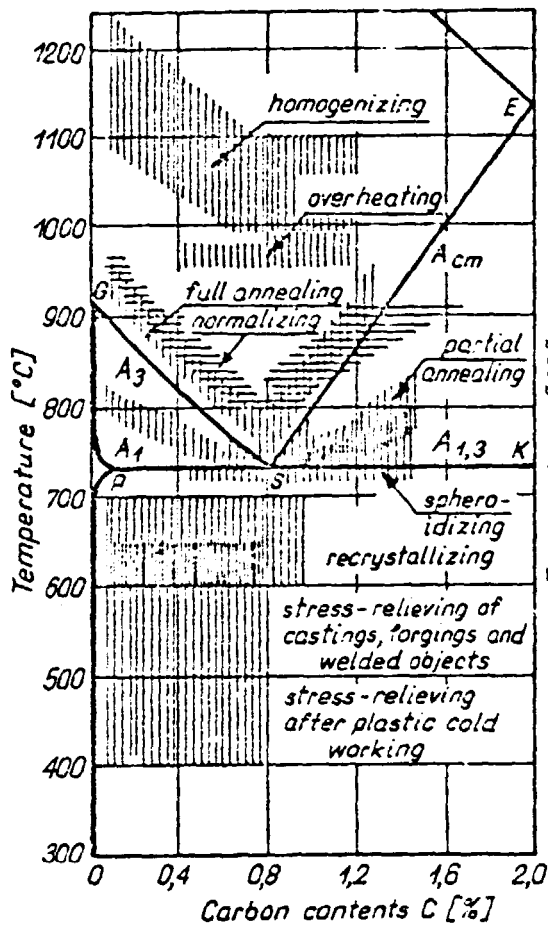 1200
homogenizing
1100
E
overheating
1000
Acm
G
full annealing
900
normalizing
partial
annealing
A3
800
A1
A1,3
K
P
S
700
sphero-
idizing
recrystallizing
600
stress-relieving of
castings, forgings and
welded objects
500
stress-relieving
after plastic cold
working
400
300
0 0,4 0,8 1,2 1,6 2,0
Carbon contents C [%]
Temperature [°C]